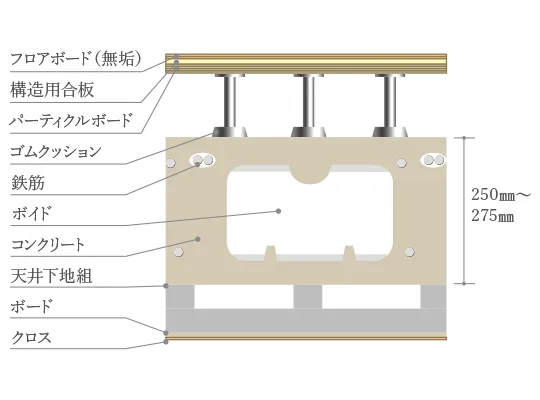 フロアボード（無垢）
構造用合板
パーティクルボード
ゴムクッション
鉄筋
ボイド
コンクリート
天井下地組
ボード
クロス
250㎜～
275㎜